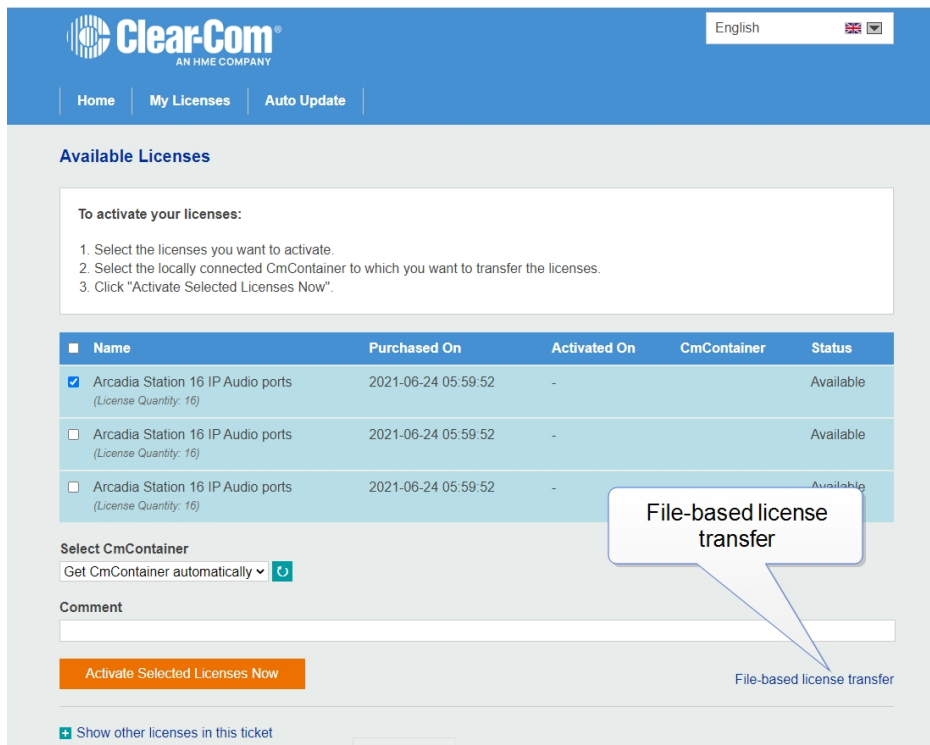 Clear-Com®
AN HME COMPANY
English
Home My Licenses Auto Update
Available Licenses
To activate your licenses:
1. Select the licenses you want to activate.
2. Select the locally connected CmContainer to which you want to transfer the licenses.
3. Click "Activate Selected Licenses Now".
Name Purchased On Activated On CmContainer Status
Arcadia Station 16 IP Audio ports 2021-06-24 05:59:52 - Available
(License Quantity: 16)
Arcadia Station 16 IP Audio ports 2021-06-24 05:59:52 - Available
(License Quantity: 16)
Arcadia Station 16 IP Audio ports 2021-06-24 05:59:52 - Available
(License Quantity: 16)
File-based license
transfer
Select CmContainer
Get CmContainer automatically
Comment
Activate Selected Licenses Now
File-based license transfer
Show other licenses in this ticket